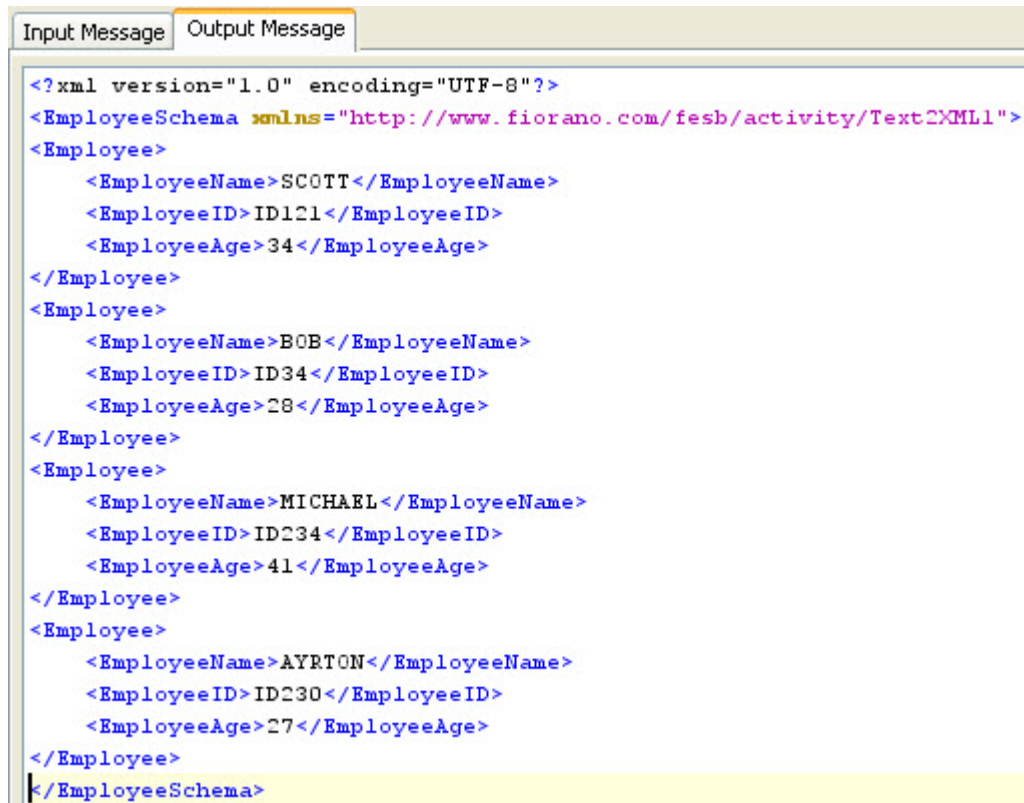 Input Message Output Message
<?xml version="1.0" encoding="UTF-8"?>
<EmployeeSchema xmlns="http://www.fiorano.com/fesb/activity/Text2XML1">
<Employee>
<EmployeeName>SCOTT</EmployeeName>
<EmployeeID>ID121</EmployeeID>
<EmployeeAge>34</EmployeeAge>
</Employee>
<Employee>
<EmployeeName>BOB</EmployeeName>
<EmployeeID>ID34</EmployeeID>
<EmployeeAge>28</EmployeeAge>
</Employee>
<Employee>
<EmployeeName>MICHAEL</EmployeeName>
<EmployeeID>ID234</EmployeeID>
<EmployeeAge>41</EmployeeAge>
</Employee>
<Employee>
<EmployeeName>AYRTON</EmployeeName>
<EmployeeID>ID230</EmployeeID>
<EmployeeAge>27</EmployeeAge>
</Employee>
</EmployeeSchema>